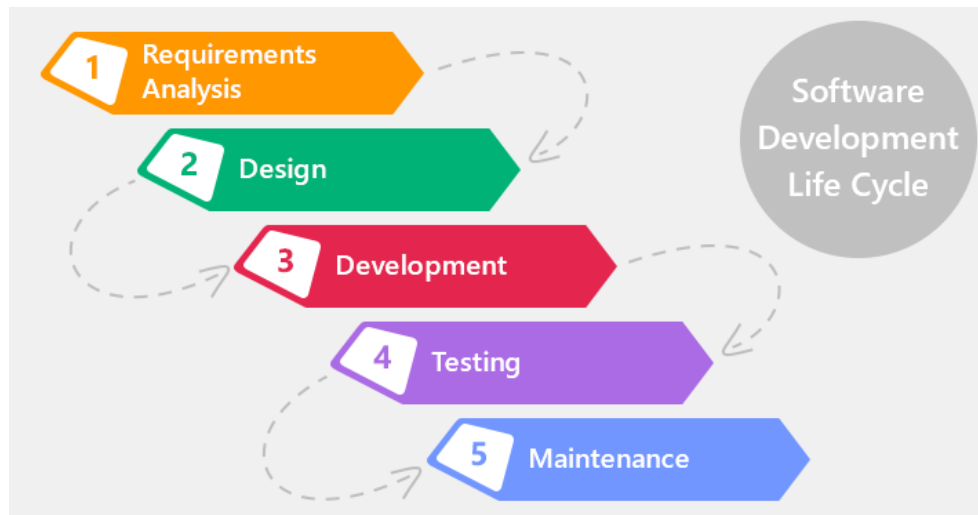 1
Requirements
Analysis
2
Design
3
Development
4
Testing
5
Maintenance
Software
Development
Life Cycle